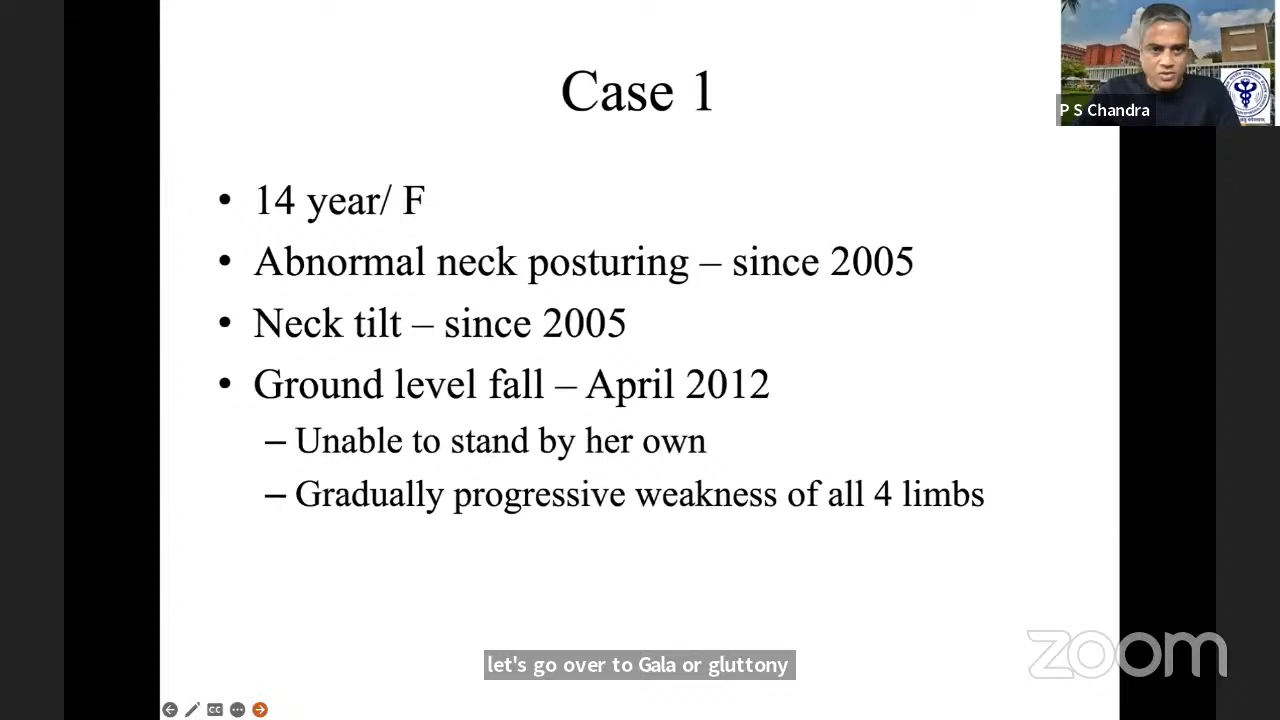 Case 1
P S Chandra
• 14 year/ F
• Abnormal neck posturing – since 2005
• Neck tilt – since 2005
• Ground level fall – April 2012
– Unable to stand by her own
– Gradually progressive weakness of all 4 limbs
zoom
let's go over to Gala or gluttony
CC